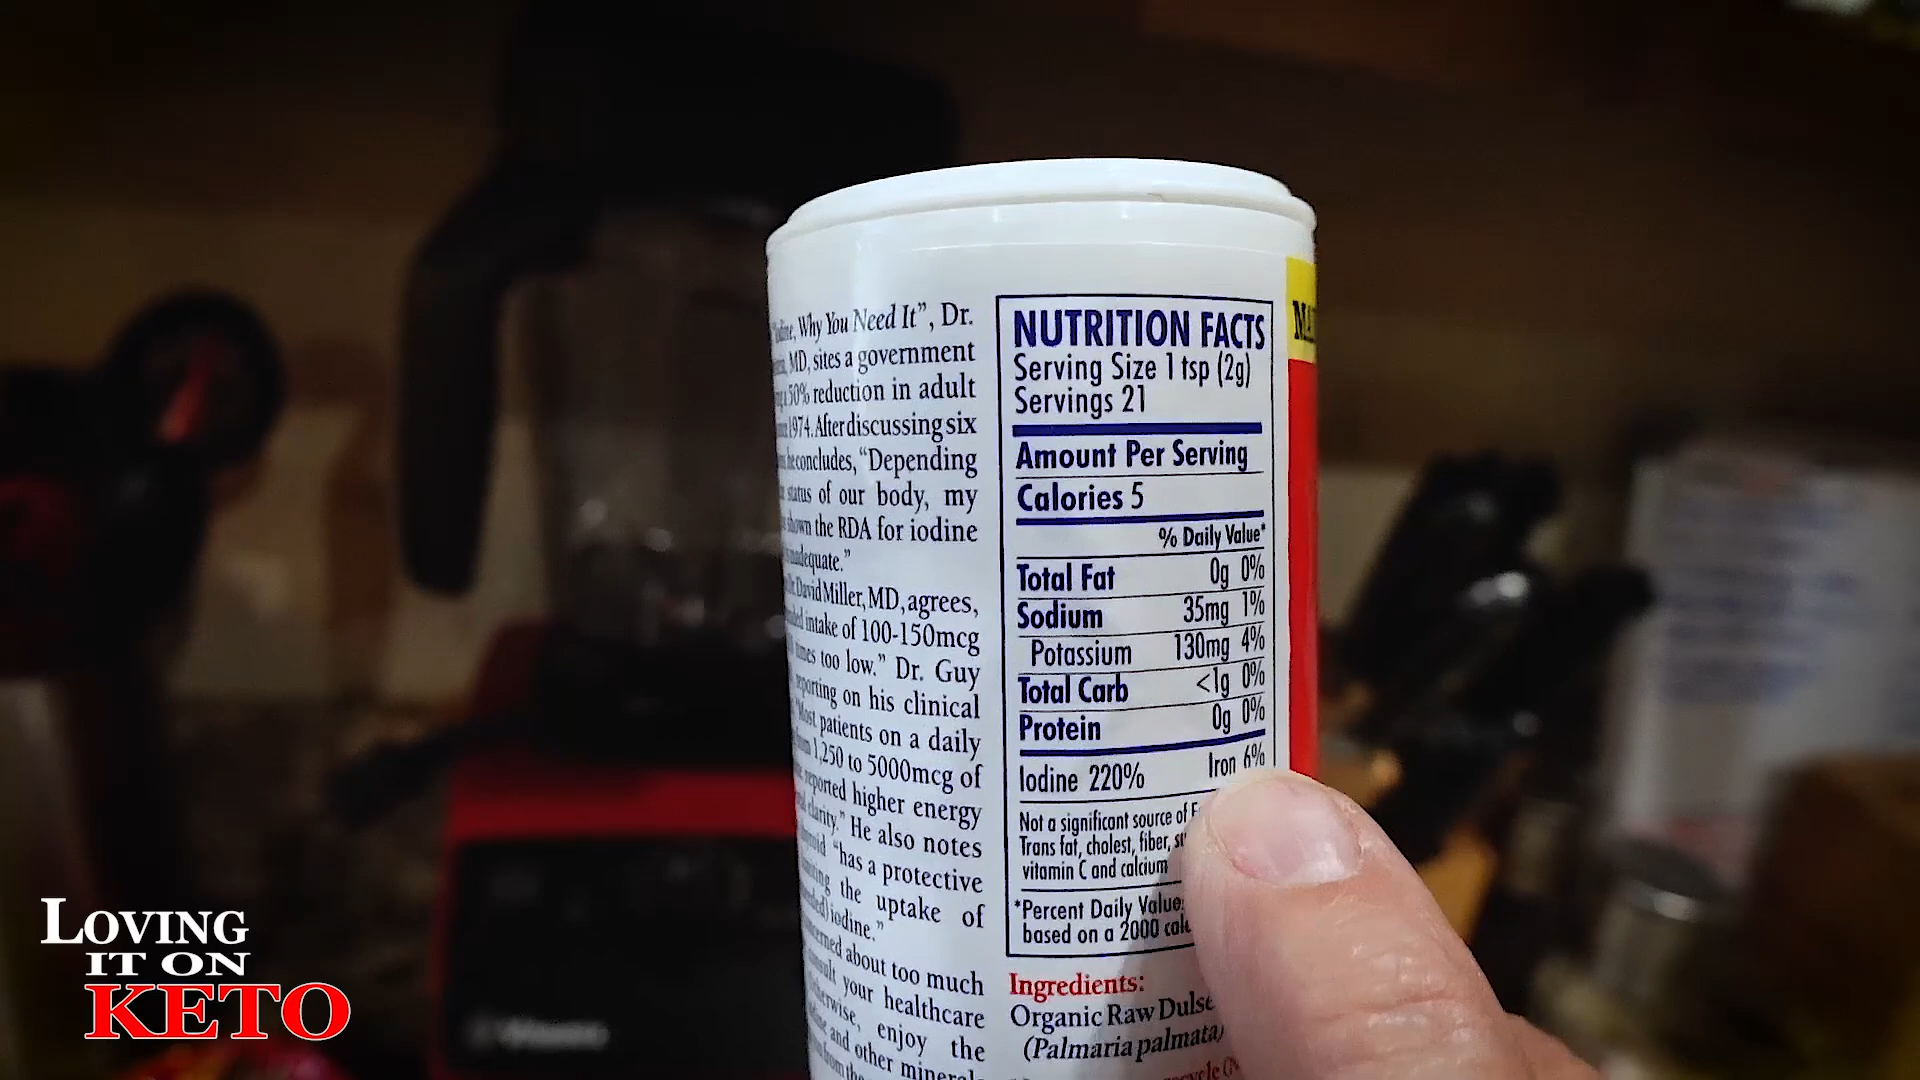 Why You Need It”, Dr.
MD, sites a government
50% reduction in adult
1974. After discussing six
he concludes, “Depending
status of our body, my
shown the RDA for iodine
inadequate.”
David Miller, MD, agrees,
intake of 100-150mcg
times too low.” Dr. Guy
reporting on his clinical
“Most patients on a daily
1,250 to 5000mcg of
reported higher energy
clarity.” He also notes
“has a protective
the uptake of
iodine.”
about too much
your healthcare
enjoy the
and other
from the
NUTRITION FACTS
Serving Size 1 tsp (2g)
Servings 21
Amount Per Serving
Calories 5
% Daily Value*
Total Fat 0g 0%
Sodium 35mg 1%
Potassium 130mg 4%
Total Carb <1g 0%
Protein 0g 0%
Iodine 220% Iron 6%
Not a significant source of
Trans fat, cholest, fiber,
vitamin C and calcium
*Percent Daily Value
based on a 2000
Ingredients:
Organic Raw Dulse
(Palmaria palmata)
LOVING
IT ON
KETO